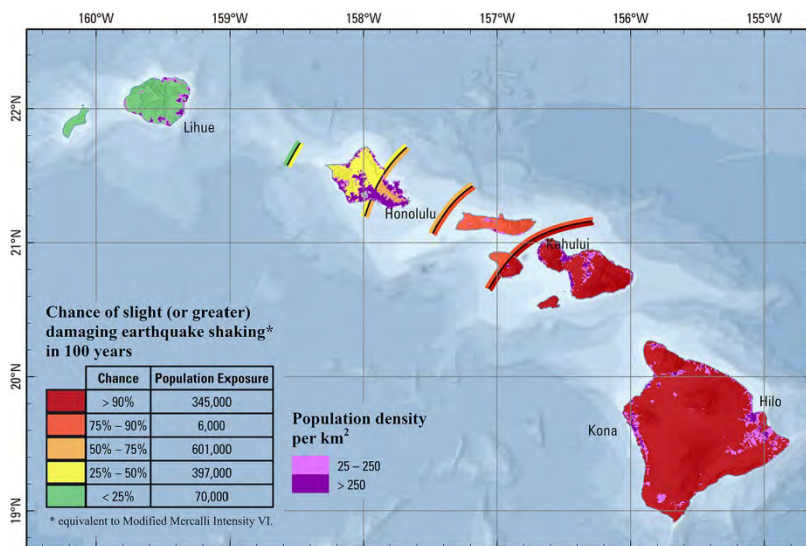 160°W 159°W 158°W 157°W 156°W 155°W
22°N
21°N
20°N
19°N
Lihue
Honolulu
Kahului
Kona
Hilo
Chance of slight (or greater)
damaging earthquake shaking*
in 100 years
Chance Population Exposure
> 90% 345,000
75% – 90% 6,000
50% – 75% 601,000
25% – 50% 397,000
< 25% 70,000
* equivalent to Modified Mercalli Intensity VI.
Population density
per km²
25 – 250
> 250